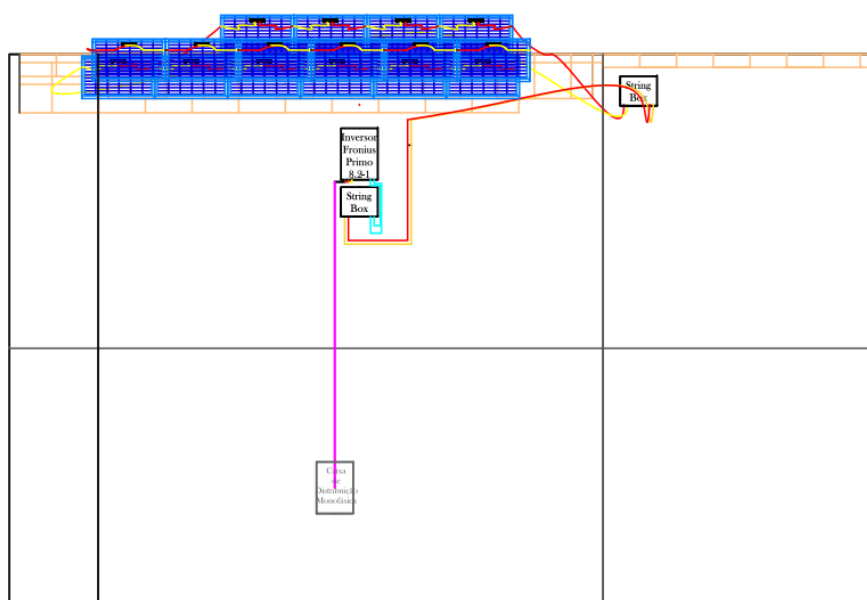 String
Box
Inversor
Fronius
Primo
8.2-1
String
Box
Caixa
de
Distribuição
Monofásica